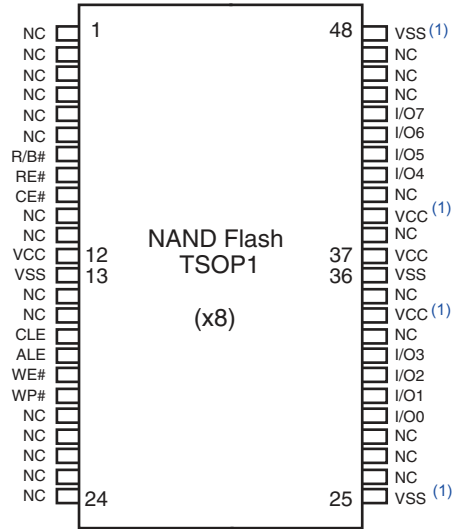 NC 1 48 VSS (1)
NC NC
NC NC
NC NC
NC I/O7
NC I/O6
R/B# I/O5
RE# I/O4
CE# NC
NC VCC (1)
NC NC
NAND Flash
VCC 12 37 VCC
TSOP1
VSS 13 36 VSS
NC NC
NC VCC (1)
(x8)
CLE NC
ALE I/O3
WE# I/O2
WP# I/O1
NC I/O0
NC NC
NC NC
NC NC
NC 24 25 VSS (1)